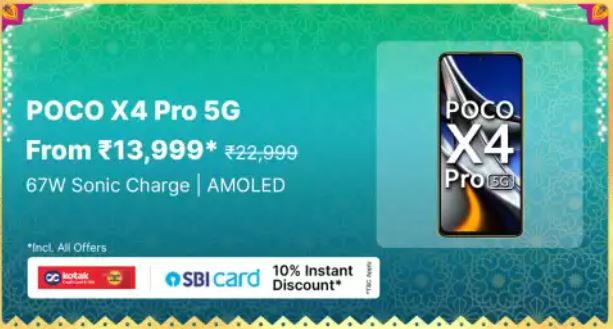 POCO X4 Pro 5G
From ₹13,999* ₹22,999
67W Sonic Charge | AMOLED
POCO
X4
Pro 5G
*Incl. All Offers
kotak
SBI card
10% Instant
Discount*
*T&C Apply